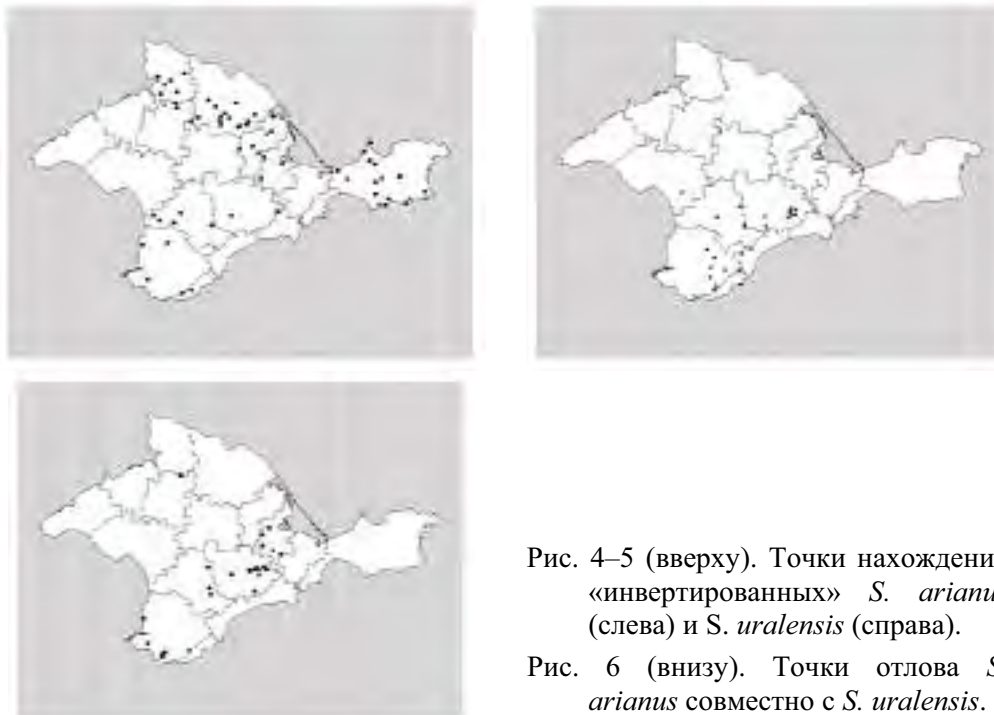 Рис. 4–5 (вверху). Точки нахождени
«инвертированных» S. arianu
(слева) и S. uralensis (справа).
Рис. 6 (внизу). Точки отлова S
arianus совместно с S. uralensis.